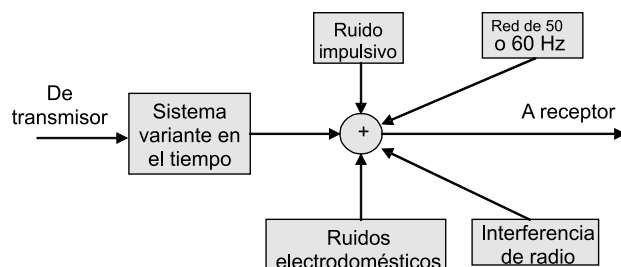 Ruido
impulsivo
Red de 50
o 60 Hz
De
transmisor
Sistema
variante en
el tiempo
+
A receptor
Ruidos
electrodomésticos
Interferencia
de radio